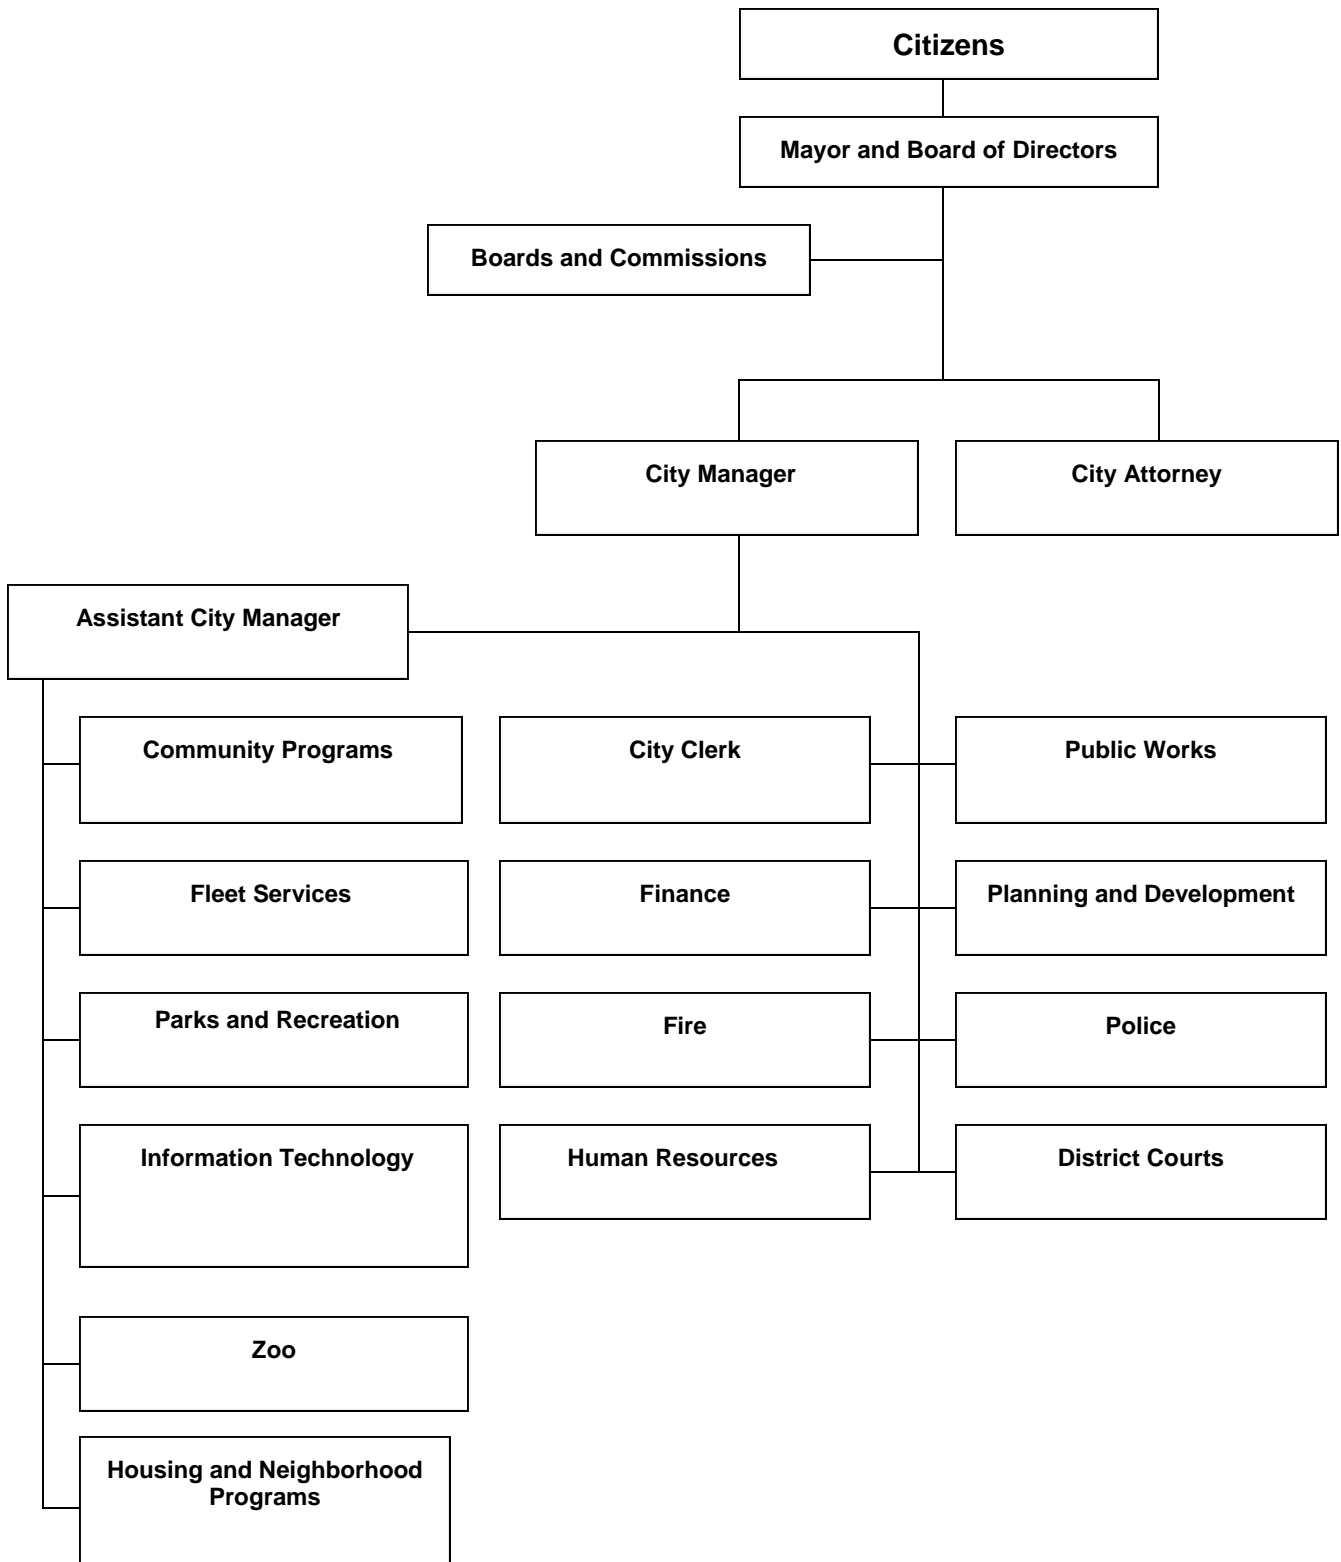 Citizens
Mayor and Board of Directors
Boards and Commissions
City Manager
City Attorney
Assistant City Manager
Community Programs
City Clerk
Public Works
Fleet Services
Finance
Planning and Development
Parks and Recreation
Fire
Police
Information Technology
Human Resources
District Courts
Zoo
Housing and Neighborhood
Programs